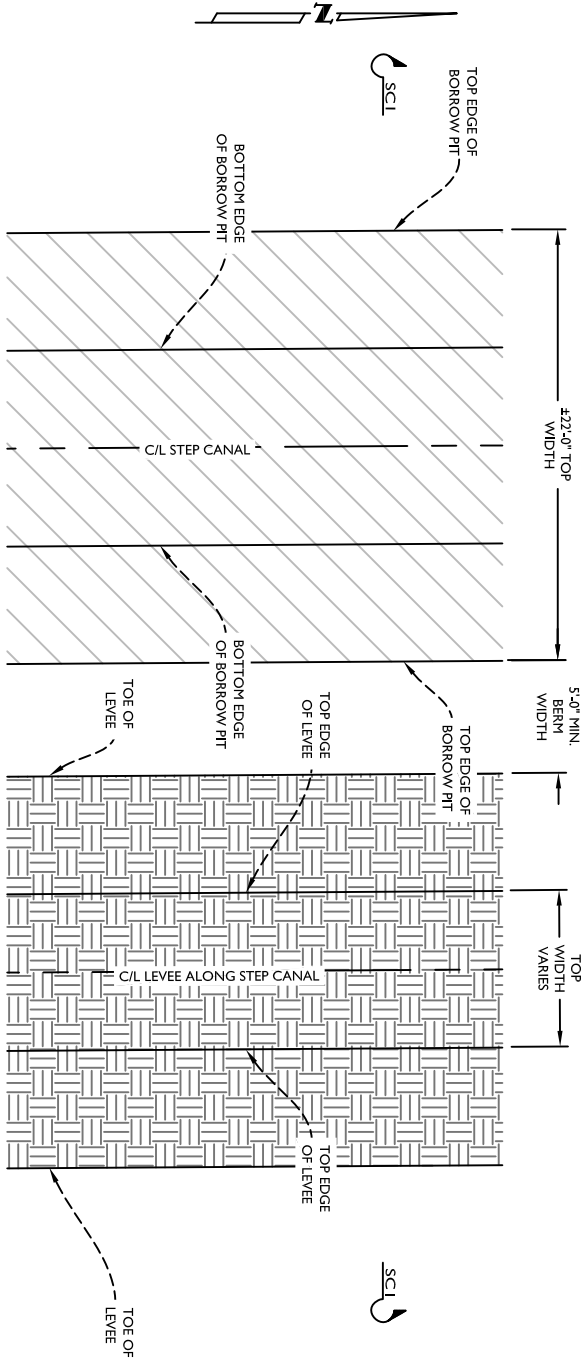 N
SC1
TOP EDGE OF
BORROW PIT
BOTTOM EDGE
OF BORROW PIT
±22'-0" TOP
WIDTH
C/L STEP CANAL
BOTTOM EDGE
OF BORROW PIT
TOP EDGE OF
BORROW PIT
5'-0" MIN.
BERM
WIDTH
TOE OF
LEVEE
TOP EDGE
OF LEVEE
TOP
WIDTH
VARIES
C/L LEVEE ALONG STEP CANAL
TOP EDGE
OF LEVEE
TOE OF
LEVEE
SC1